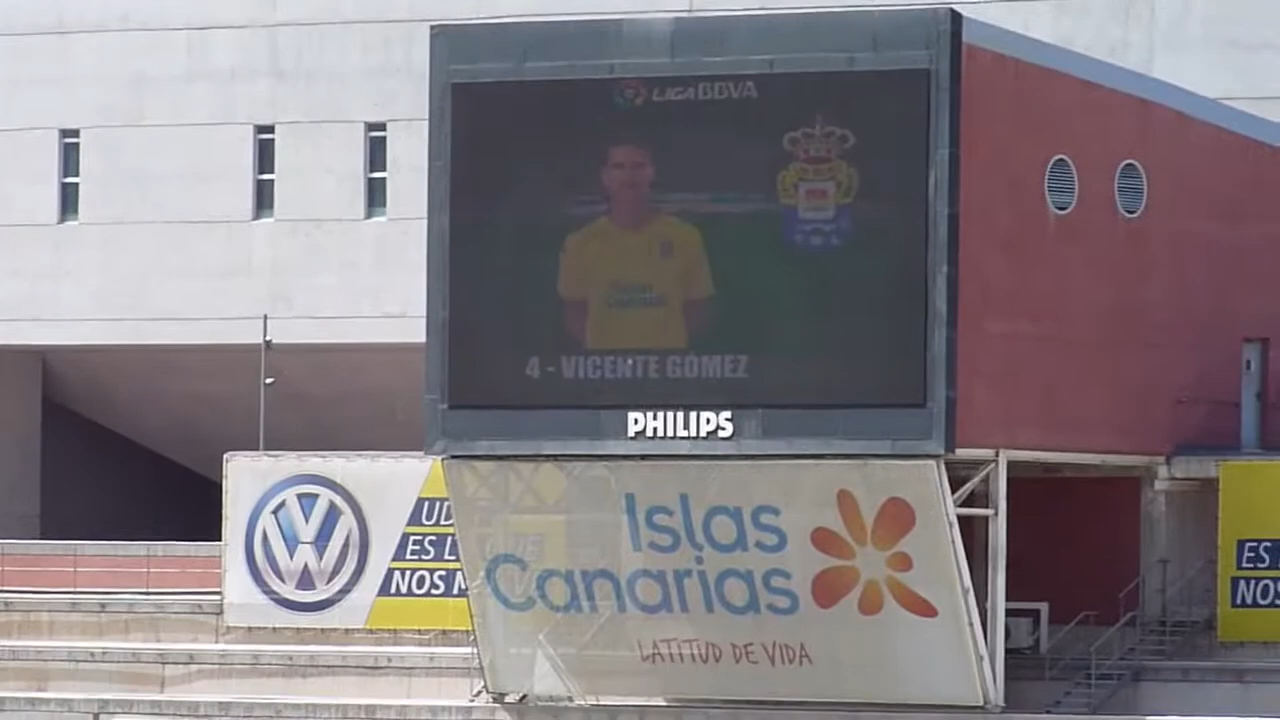 LIGA BBVA
4 - VICENTE GÓMEZ
PHILIPS
UD
ES L
NOS M
Islas
Canarias
LATITUD DE VIDA
ES
NOS